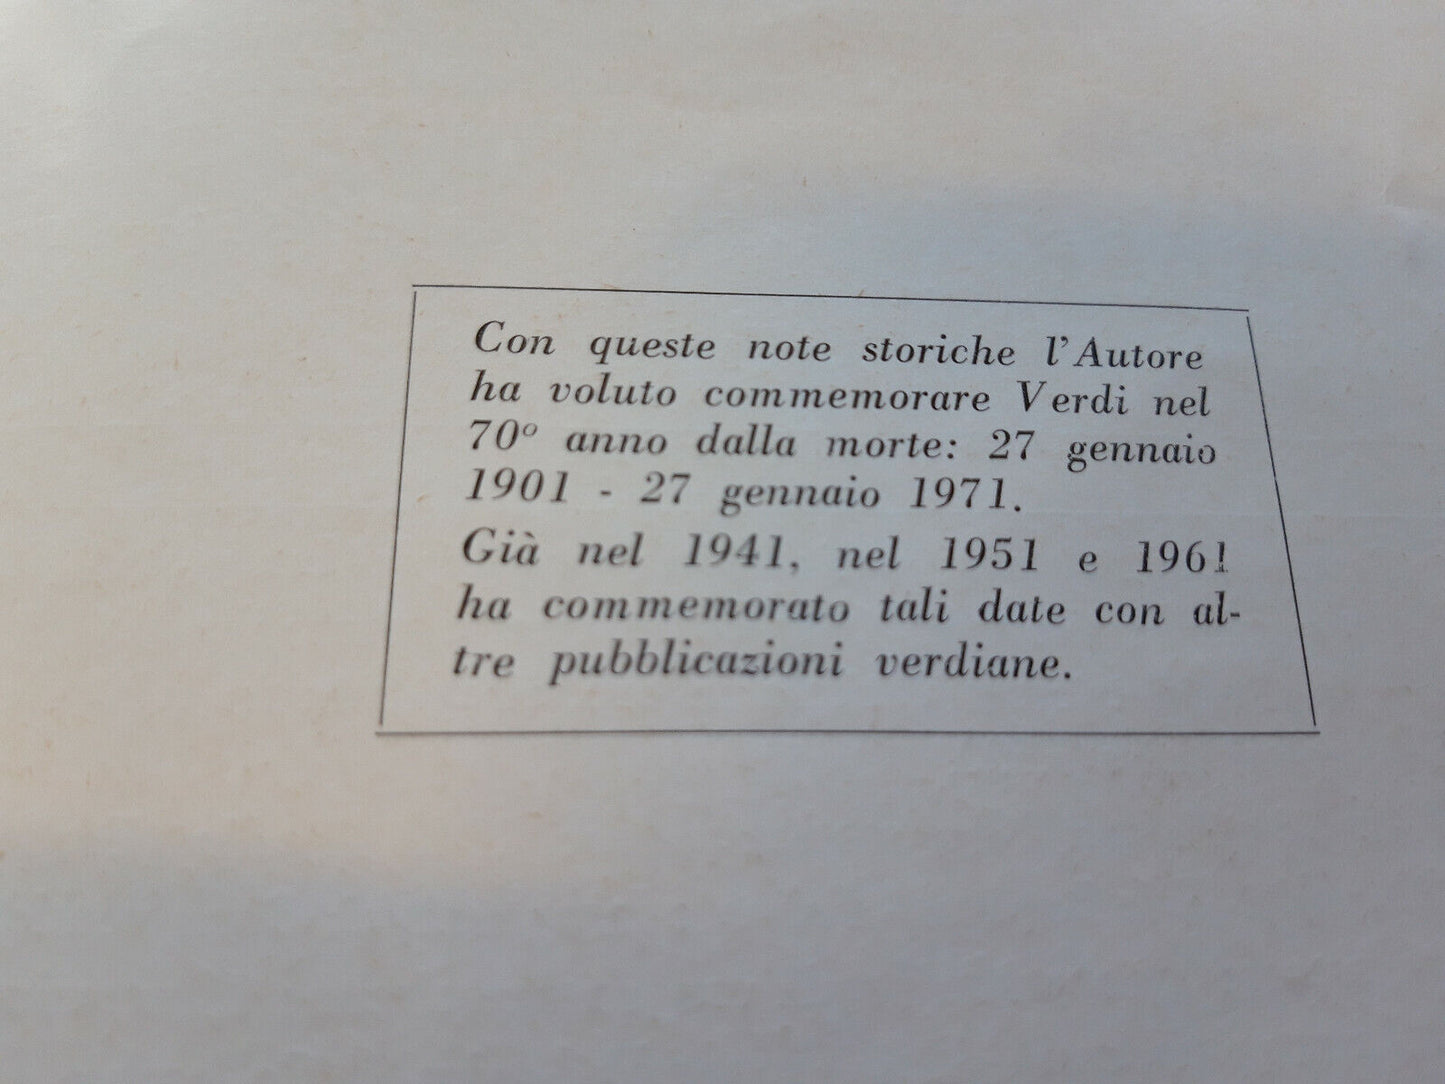 Con queste note storiche l'Autore
ha voluto commemorare Verdi nel
70° anno dalla morte: 27 gennaio
1901 - 27 gennaio 1971.
Già nel 1941, nel 1951 e 1961
ha commemorato tali date con al-
tre pubblicazioni verdiane.